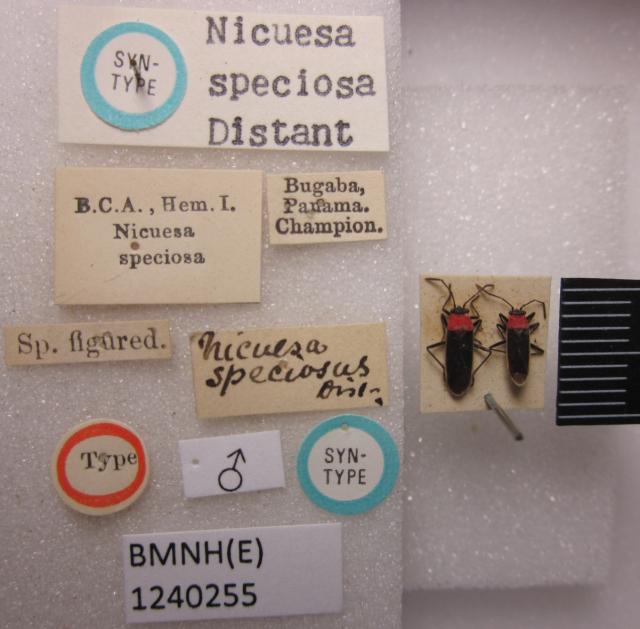 SYN-
TYPE
Nicuesa
speciosa
Distant
B.C.A., Hem. I.
Nicuesa
speciosa
Bugaba,
Panama.
Champion.
Sp. figured.
Nicuesa
speciosus
Dist.
Type
♂
SYN-
TYPE
BMNH(E)
1240255